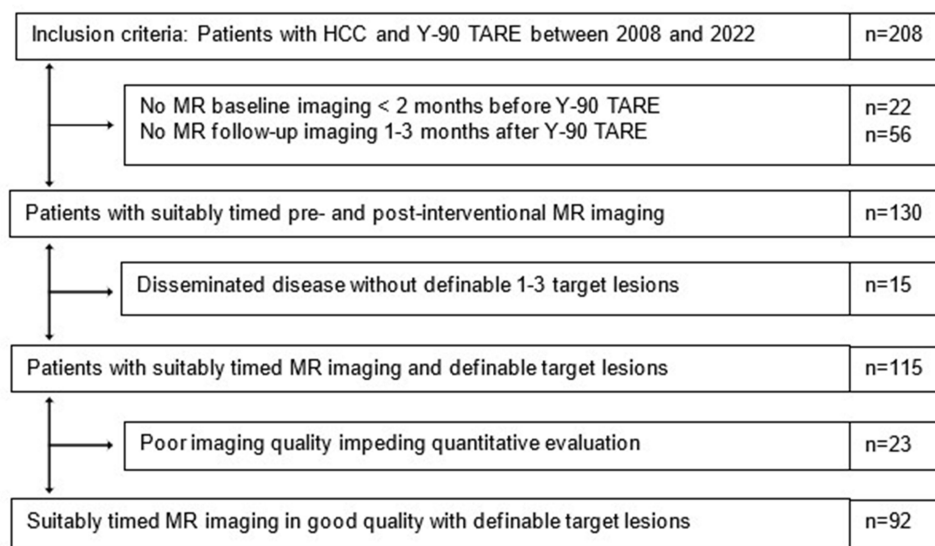 Inclusion criteria: Patients with HCC and Y-90 TARE between 2008 and 2022 n=208
No MR baseline imaging < 2 months before Y-90 TARE n=22
No MR follow-up imaging 1-3 months after Y-90 TARE n=56
Patients with suitably timed pre- and post-interventional MR imaging n=130
Disseminated disease without definable 1-3 target lesions n=15
Patients with suitably timed MR imaging and definable target lesions n=115
Poor imaging quality impeding quantitative evaluation n=23
Suitably timed MR imaging in good quality with definable target lesions n=92